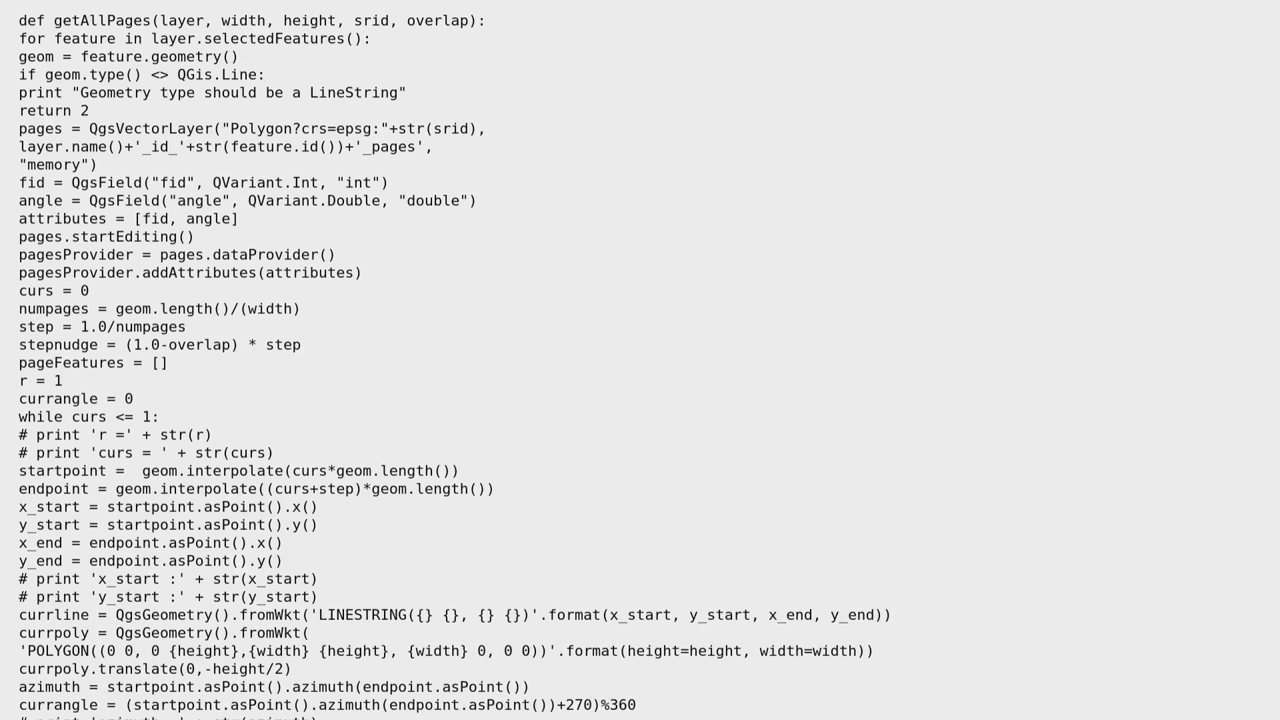 def getAllPages(layer, width, height, srid, overlap):
for feature in layer.selectedFeatures():
geom = feature.geometry()
if geom.type() <> QGis.Line:
print "Geometry type should be a LineString"
return 2
pages = QgsVectorLayer("Polygon?crs=epsg:"+str(srid),
layer.name()+'_id_'+str(feature.id())+'_pages',
"memory")
fid = QgsField("fid", QVariant.Int, "int")
angle = QgsField("angle", QVariant.Double, "double")
attributes = [fid, angle]
pages.startEditing()
pagesProvider = pages.dataProvider()
pagesProvider.addAttributes(attributes)
curs = 0
numpages = geom.length()/(width)
step = 1.0/numpages
stepnudge = (1.0-overlap) * step
pageFeatures = []
r = 1
currangle = 0
while curs <= 1:
# print 'r =' + str(r)
# print 'curs = ' + str(curs)
startpoint =  geom.interpolate(curs*geom.length())
endpoint = geom.interpolate((curs+step)*geom.length())
x_start = startpoint.asPoint().x()
y_start = startpoint.asPoint().y()
x_end = endpoint.asPoint().x()
y_end = endpoint.asPoint().y()
# print 'x_start :' + str(x_start)
# print 'y_start :' + str(y_start)
currline = QgsGeometry().fromWkt('LINESTRING({} {}, {} {})'.format(x_start, y_start, x_end, y_end))
currpoly = QgsGeometry().fromWkt(
'POLYGON((0 0, 0 {height},{width} {height}, {width} 0, 0 0))'.format(height=height, width=width))
currpoly.translate(0,-height/2)
azimuth = startpoint.asPoint().azimuth(endpoint.asPoint())
currangle = (startpoint.asPoint().azimuth(endpoint.asPoint())+270)%360